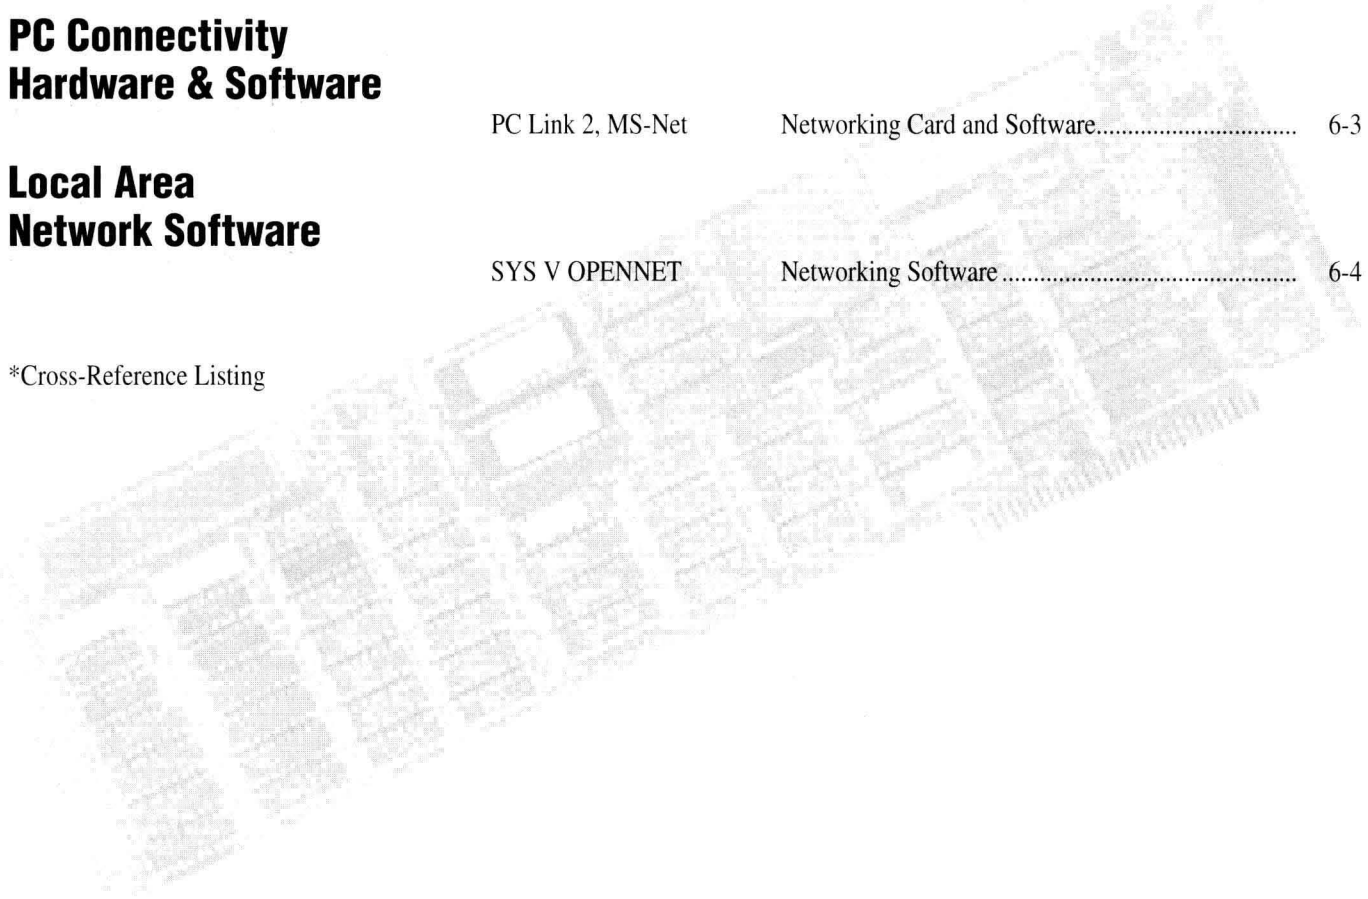 PC Connectivity
Hardware & Software
PC Link 2, MS-Net Networking Card and Software................................ 6-3
Local Area
Network Software
SYS V OPENNET Networking Software............................................... 6-4
*Cross-Reference Listing